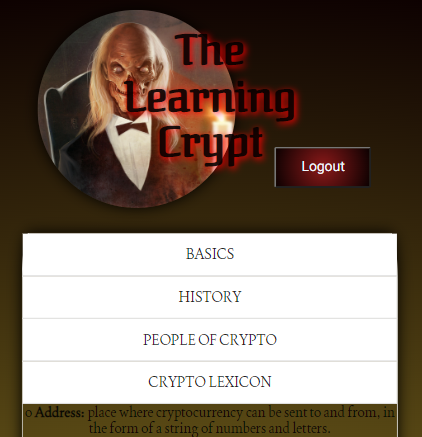 The
Learning
Crypt
Logout
BASICS
HISTORY
PEOPLE OF CRYPTO
CRYPTO LEXICON
o Address: place where cryptocurrency can be sent to and from, in
the form of a string of numbers and letters.